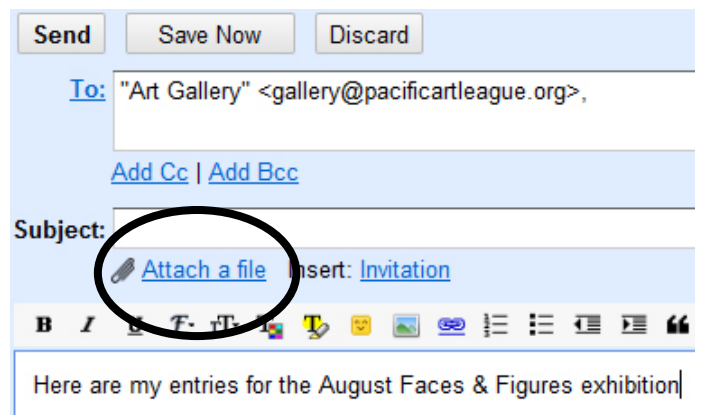 Send Save Now Discard
To: "Art Gallery" <gallery@pacificartleague.org>,
Add Cc | Add Bcc
Subject:
Attach a file Insert: Invitation
B I U F T T T
Here are my entries for the August Faces & Figures exhibition